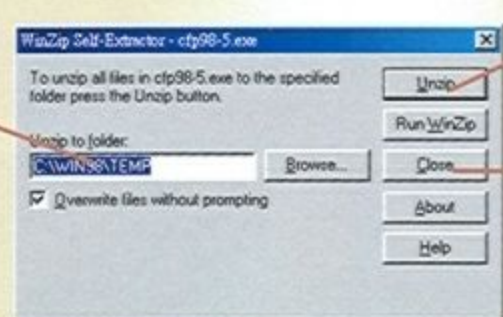 WinZip Self-Extractor - cfp98-5.exe
To unzip all files in cfp98-5.exe to the specified
folder press the Unzip button.
Unzip to folder:
C:\WIN98\TEMP
Browse...
Overwrite files without prompting
Unzip
Run WinZip
Close
About
Help